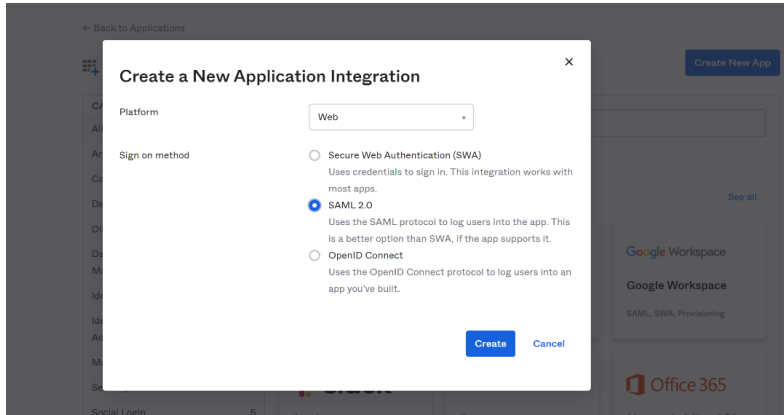 ← Back to Applications
Create New App
Create a New Application Integration
×
Platform
Web
Sign on method
Secure Web Authentication (SWA)
Uses credentials to sign in. This integration works with
most apps.
SAML 2.0
Uses the SAML protocol to log users into the app. This
is a better option than SWA, if the app supports it.
OpenID Connect
Uses the OpenID Connect protocol to log users into an
app you've built.
Create
Cancel
See all
Google Workspace
Google Workspace
SAML, SWA, Provisioning
Office 365
Social Login
5